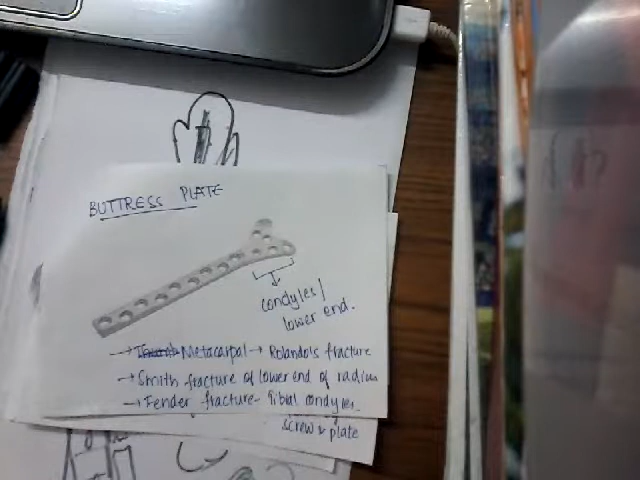 BUTTRESS PLATE
condyles/
lower end.
→ Metacarpal → Rolando's fracture
→ Smith fracture of lower end of radius
→ Fender fracture - Tibial condyles.
screw & plate